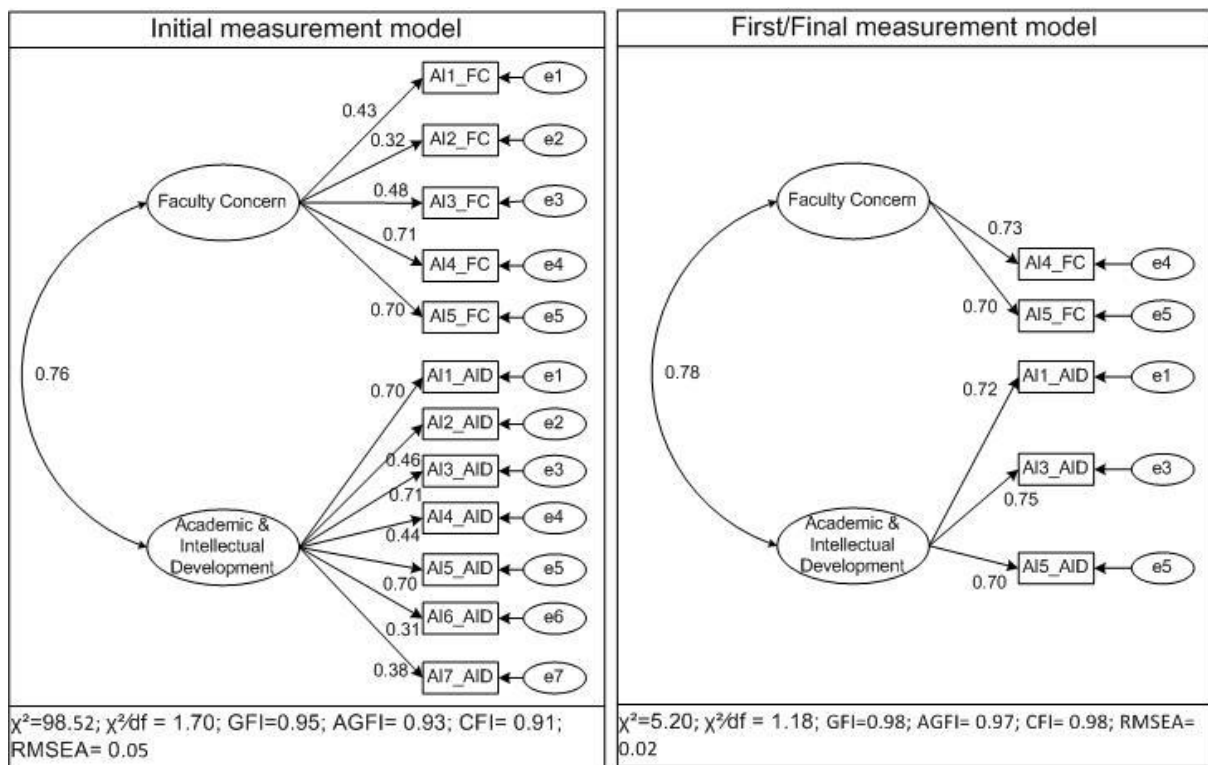 Initial measurement model
AI1_FC
e1
0.43
AI2_FC
e2
0.32
Faculty Concern
AI3_FC
e3
0.48
AI4_FC
e4
0.71
AI5_FC
e5
0.70
0.76
AI1_AID
e1
0.70
AI2_AID
e2
0.46
AI3_AID
e3
0.71
AI4_AID
e4
0.44
Academic &
Intellectual
Development
AI5_AID
e5
0.70
AI6_AID
e6
0.31
AI7_AID
e7
0.38
χ²=98.52; χ²/df = 1.70; GFI=0.95; AGFI= 0.93; CFI= 0.91;
RMSEA= 0.05
First/Final measurement model
Faculty Concern
0.73
AI4_FC
e4
0.70
AI5_FC
e5
0.78
AI1_AID
e1
0.72
AI3_AID
e3
0.75
Academic &
Intellectual
Development
AI5_AID
e5
0.70
χ²=5.20; χ²/df = 1.18; GFI=0.98; AGFI= 0.97; CFI= 0.98; RMSEA=
0.02